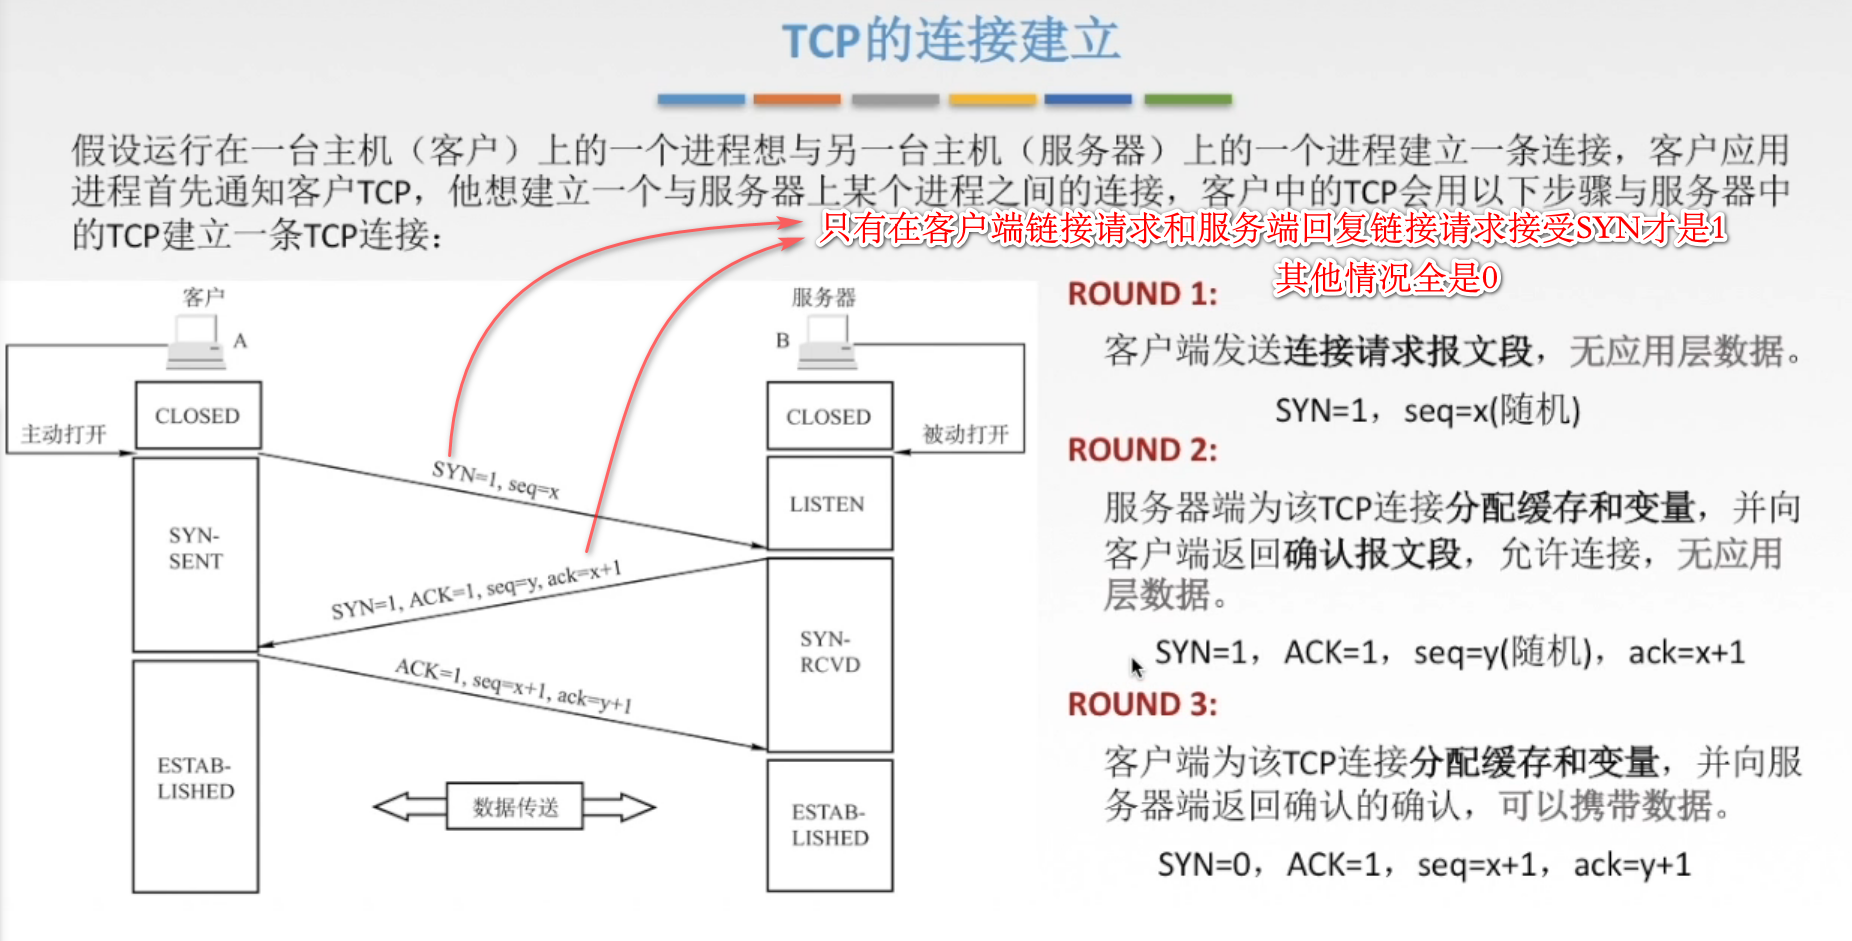 TCP的连接建立
假设运行在一台主机（客户）上的一个进程想与另一台主机（服务器）上的一个进程建立一条连接，客户应用
进程首先通知客户TCP，他想建立一个与服务器上某个进程之间的连接，客户中的TCP会用以下步骤与服务器中
的TCP建立一条TCP连接：
只有在客户端链接请求和服务端回复链接请求接受SYN才是1
其他情况全是0
客户
A
服务器
B
主动打开
CLOSED
CLOSED
被动打开
SYN=1, seq=x
SYN-
SENT
LISTEN
SYN=1, ACK=1, seq=y, ack=x+1
SYN-
RCVD
ACK=1, seq=x+1, ack=y+1
ESTAB-
LISHED
数据传送
ESTAB-
LISHED
ROUND 1:
客户端发送连接请求报文段，无应用层数据。
SYN=1，seq=x(随机)
ROUND 2:
服务器端为该TCP连接分配缓存和变量，并向
客户端返回确认报文段，允许连接，无应用
层数据。
SYN=1，ACK=1，seq=y(随机)，ack=x+1
ROUND 3:
客户端为该TCP连接分配缓存和变量，并向服
务器端返回确认的确认，可以携带数据。
SYN=0，ACK=1，seq=x+1，ack=y+1